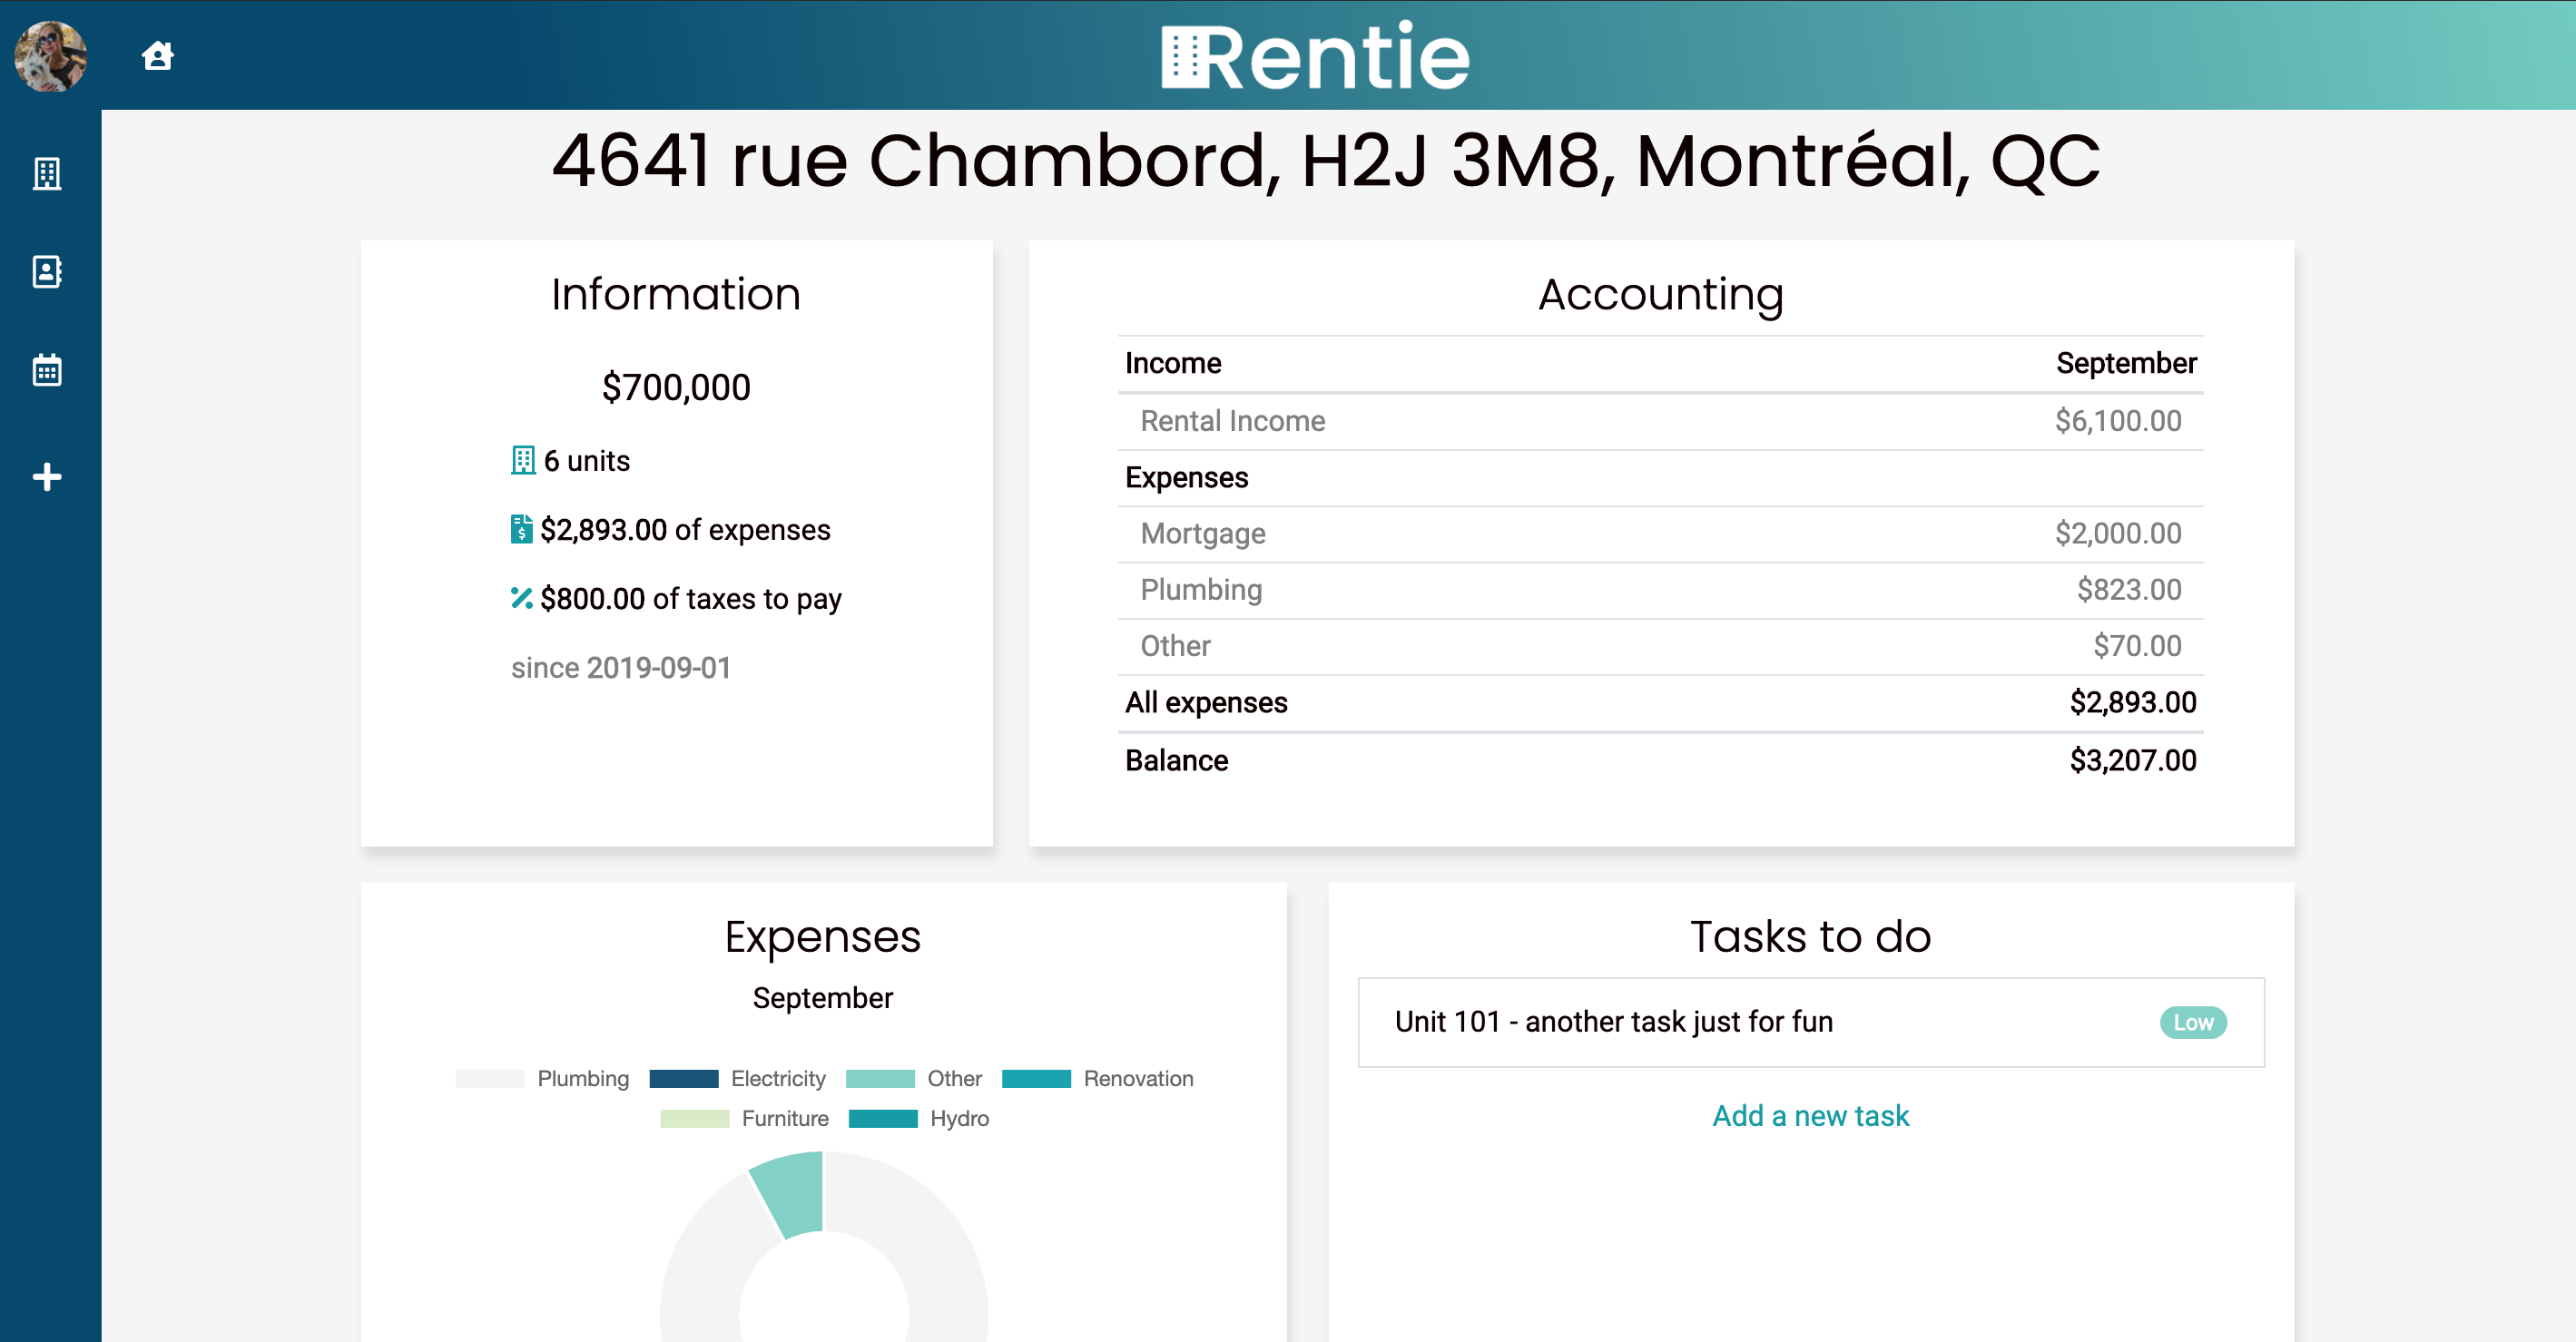 Rentie
4641 rue Chambord, H2J 3M8, Montréal, QC
Information
$700,000
6 units
$2,893.00 of expenses
$800.00 of taxes to pay
since 2019-09-01
Accounting
Income September
Rental Income $6,100.00
Expenses
Mortgage $2,000.00
Plumbing $823.00
Other $70.00
All expenses $2,893.00
Balance $3,207.00
Expenses
September
Plumbing Electricity Other Renovation
Furniture Hydro
Tasks to do
Unit 101 - another task just for fun Low
Add a new task